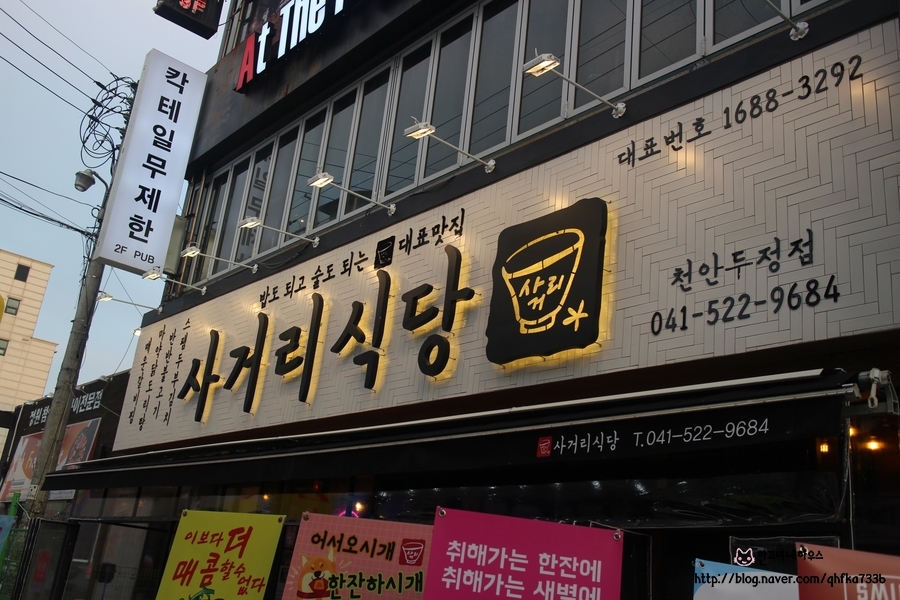 At The
칵테일무제한
2F PUB
대표번호 1688-3292
밥도 되고 술도 되는 대표맛집
사거리식당
사거리
천안두정점
041-522-9684
사거리식당 T.041-522-9684
이보다 더
매콤할 수
없다
어서오시개
한잔하시개
취해가는 한잔에
취해가는 새벽에
http://blog.naver.com/qhfka733b